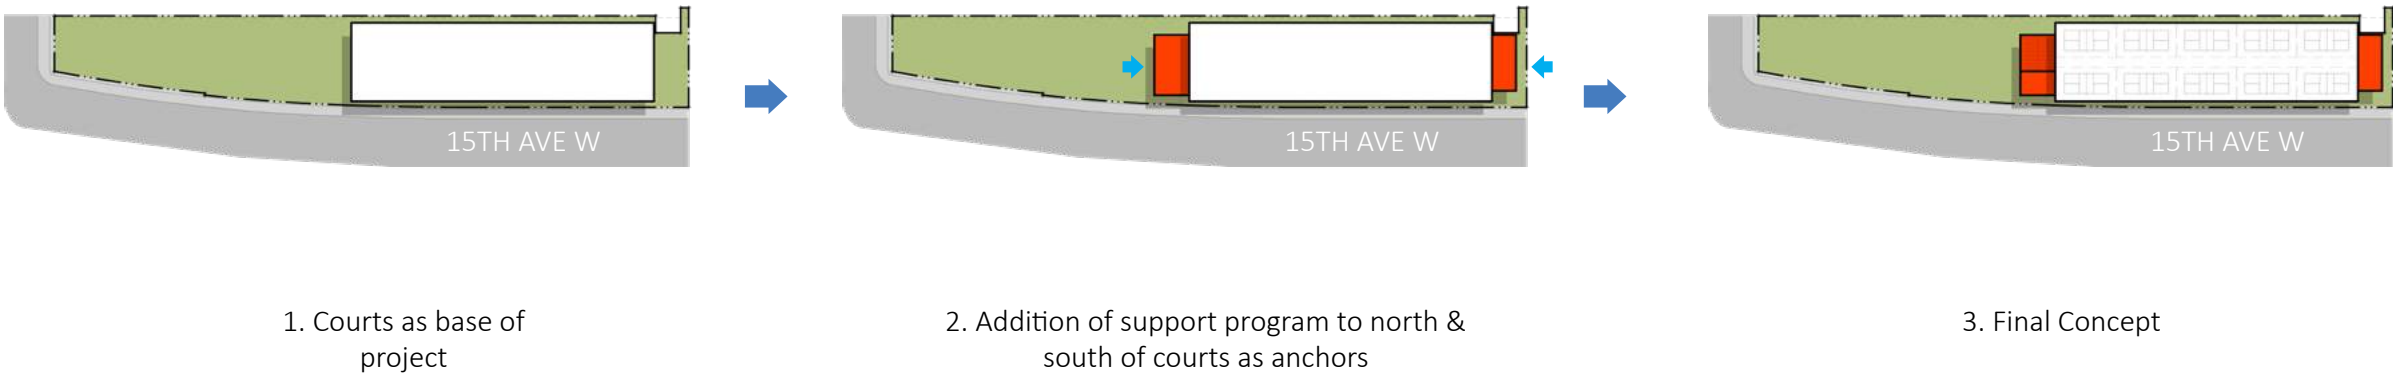 15TH AVE W
15TH AVE W
15TH AVE W
1. Courts as base of
project
2. Addition of support program to north &
south of courts as anchors
3. Final Concept